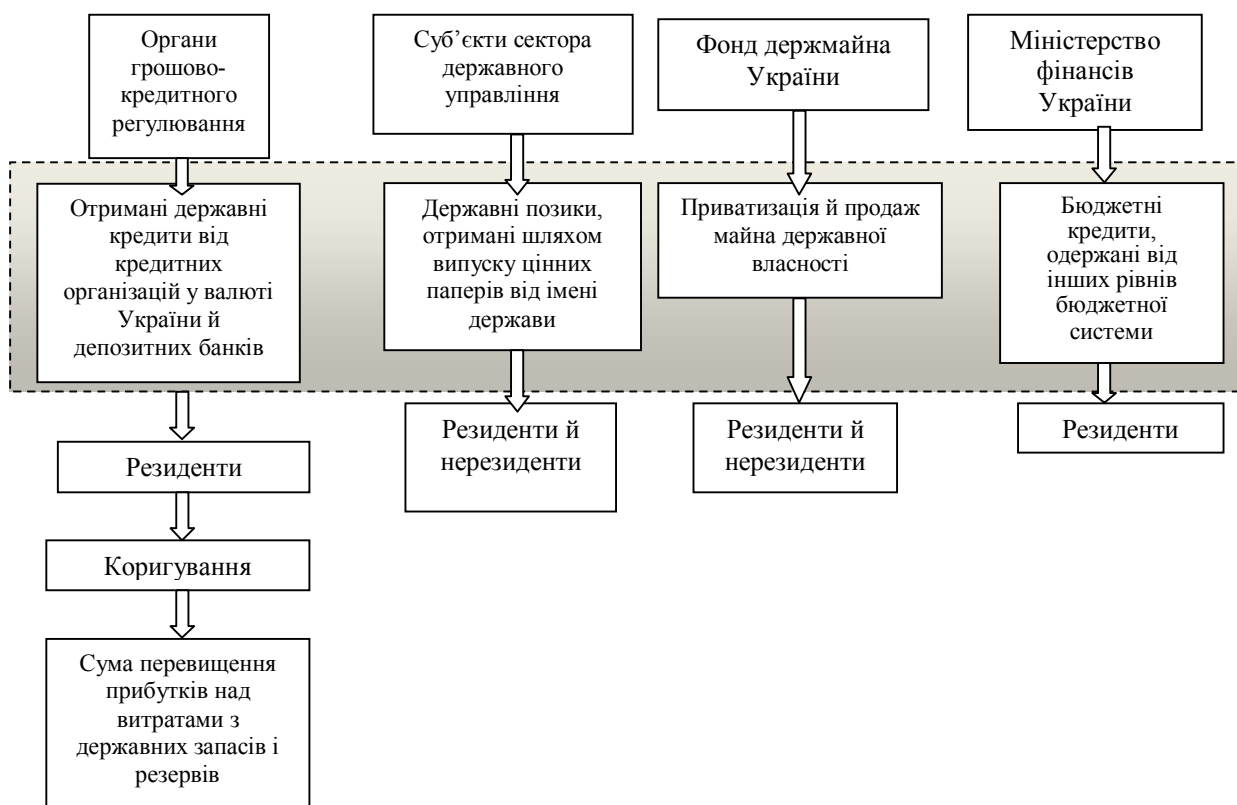 Органи
грошово-
кредитного
регулювання
Суб’єкти сектора
державного
управління
Фонд держмайна
України
Міністерство
фінансів
України
Отримані державні
кредити від
кредитних
організацій у валюті
України й
депозитних банків
Державні позики,
отримані шляхом
випуску цінних
паперів від імені
держави
Приватизація й продаж
майна державної
власності
Бюджетні
кредити,
одержані від
інших рівнів
бюджетної
системи
Резиденти
Резиденти й
нерезиденти
Резиденти й
нерезиденти
Резиденти
Коригування
Сума перевищення
прибутків над
витратами з
державних запасів і
резервів